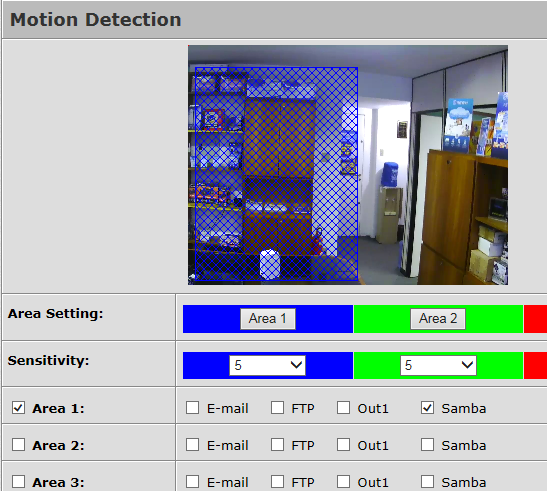 Motion Detection
Area Setting: Area 1 Area 2
Sensitivity: 5 5
Area 1: E-mail FTP Out1 Samba
Area 2: E-mail FTP Out1 Samba
Area 3: E-mail FTP Out1 Samba